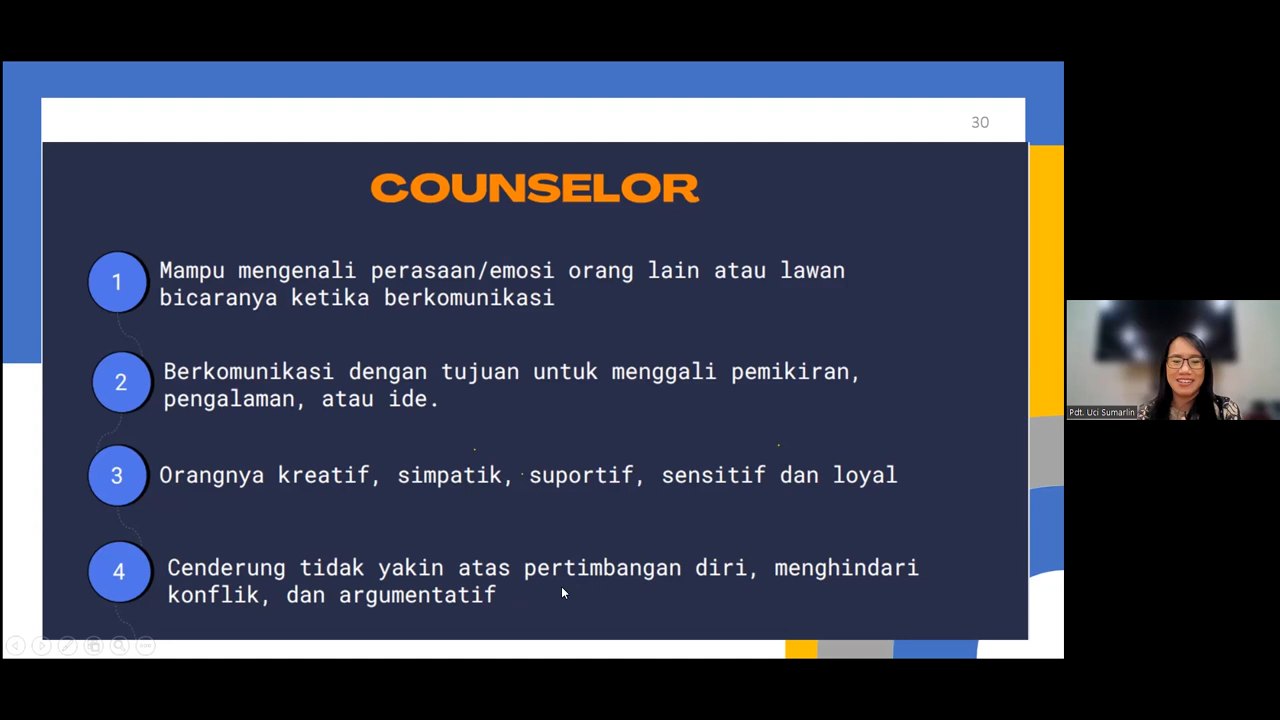 30
COUNSELOR
1
Mampu mengenali perasaan/emosi orang lain atau lawan
bicaranya ketika berkomunikasi
2
Berkomunikasi dengan tujuan untuk menggali pemikiran,
pengalaman, atau ide.
3
Orangnya kreatif, simpatik, suportif, sensitif dan loyal
4
Cenderung tidak yakin atas pertimbangan diri, menghindari
konflik, dan argumentatif
Pdt. Uci Sumarlin